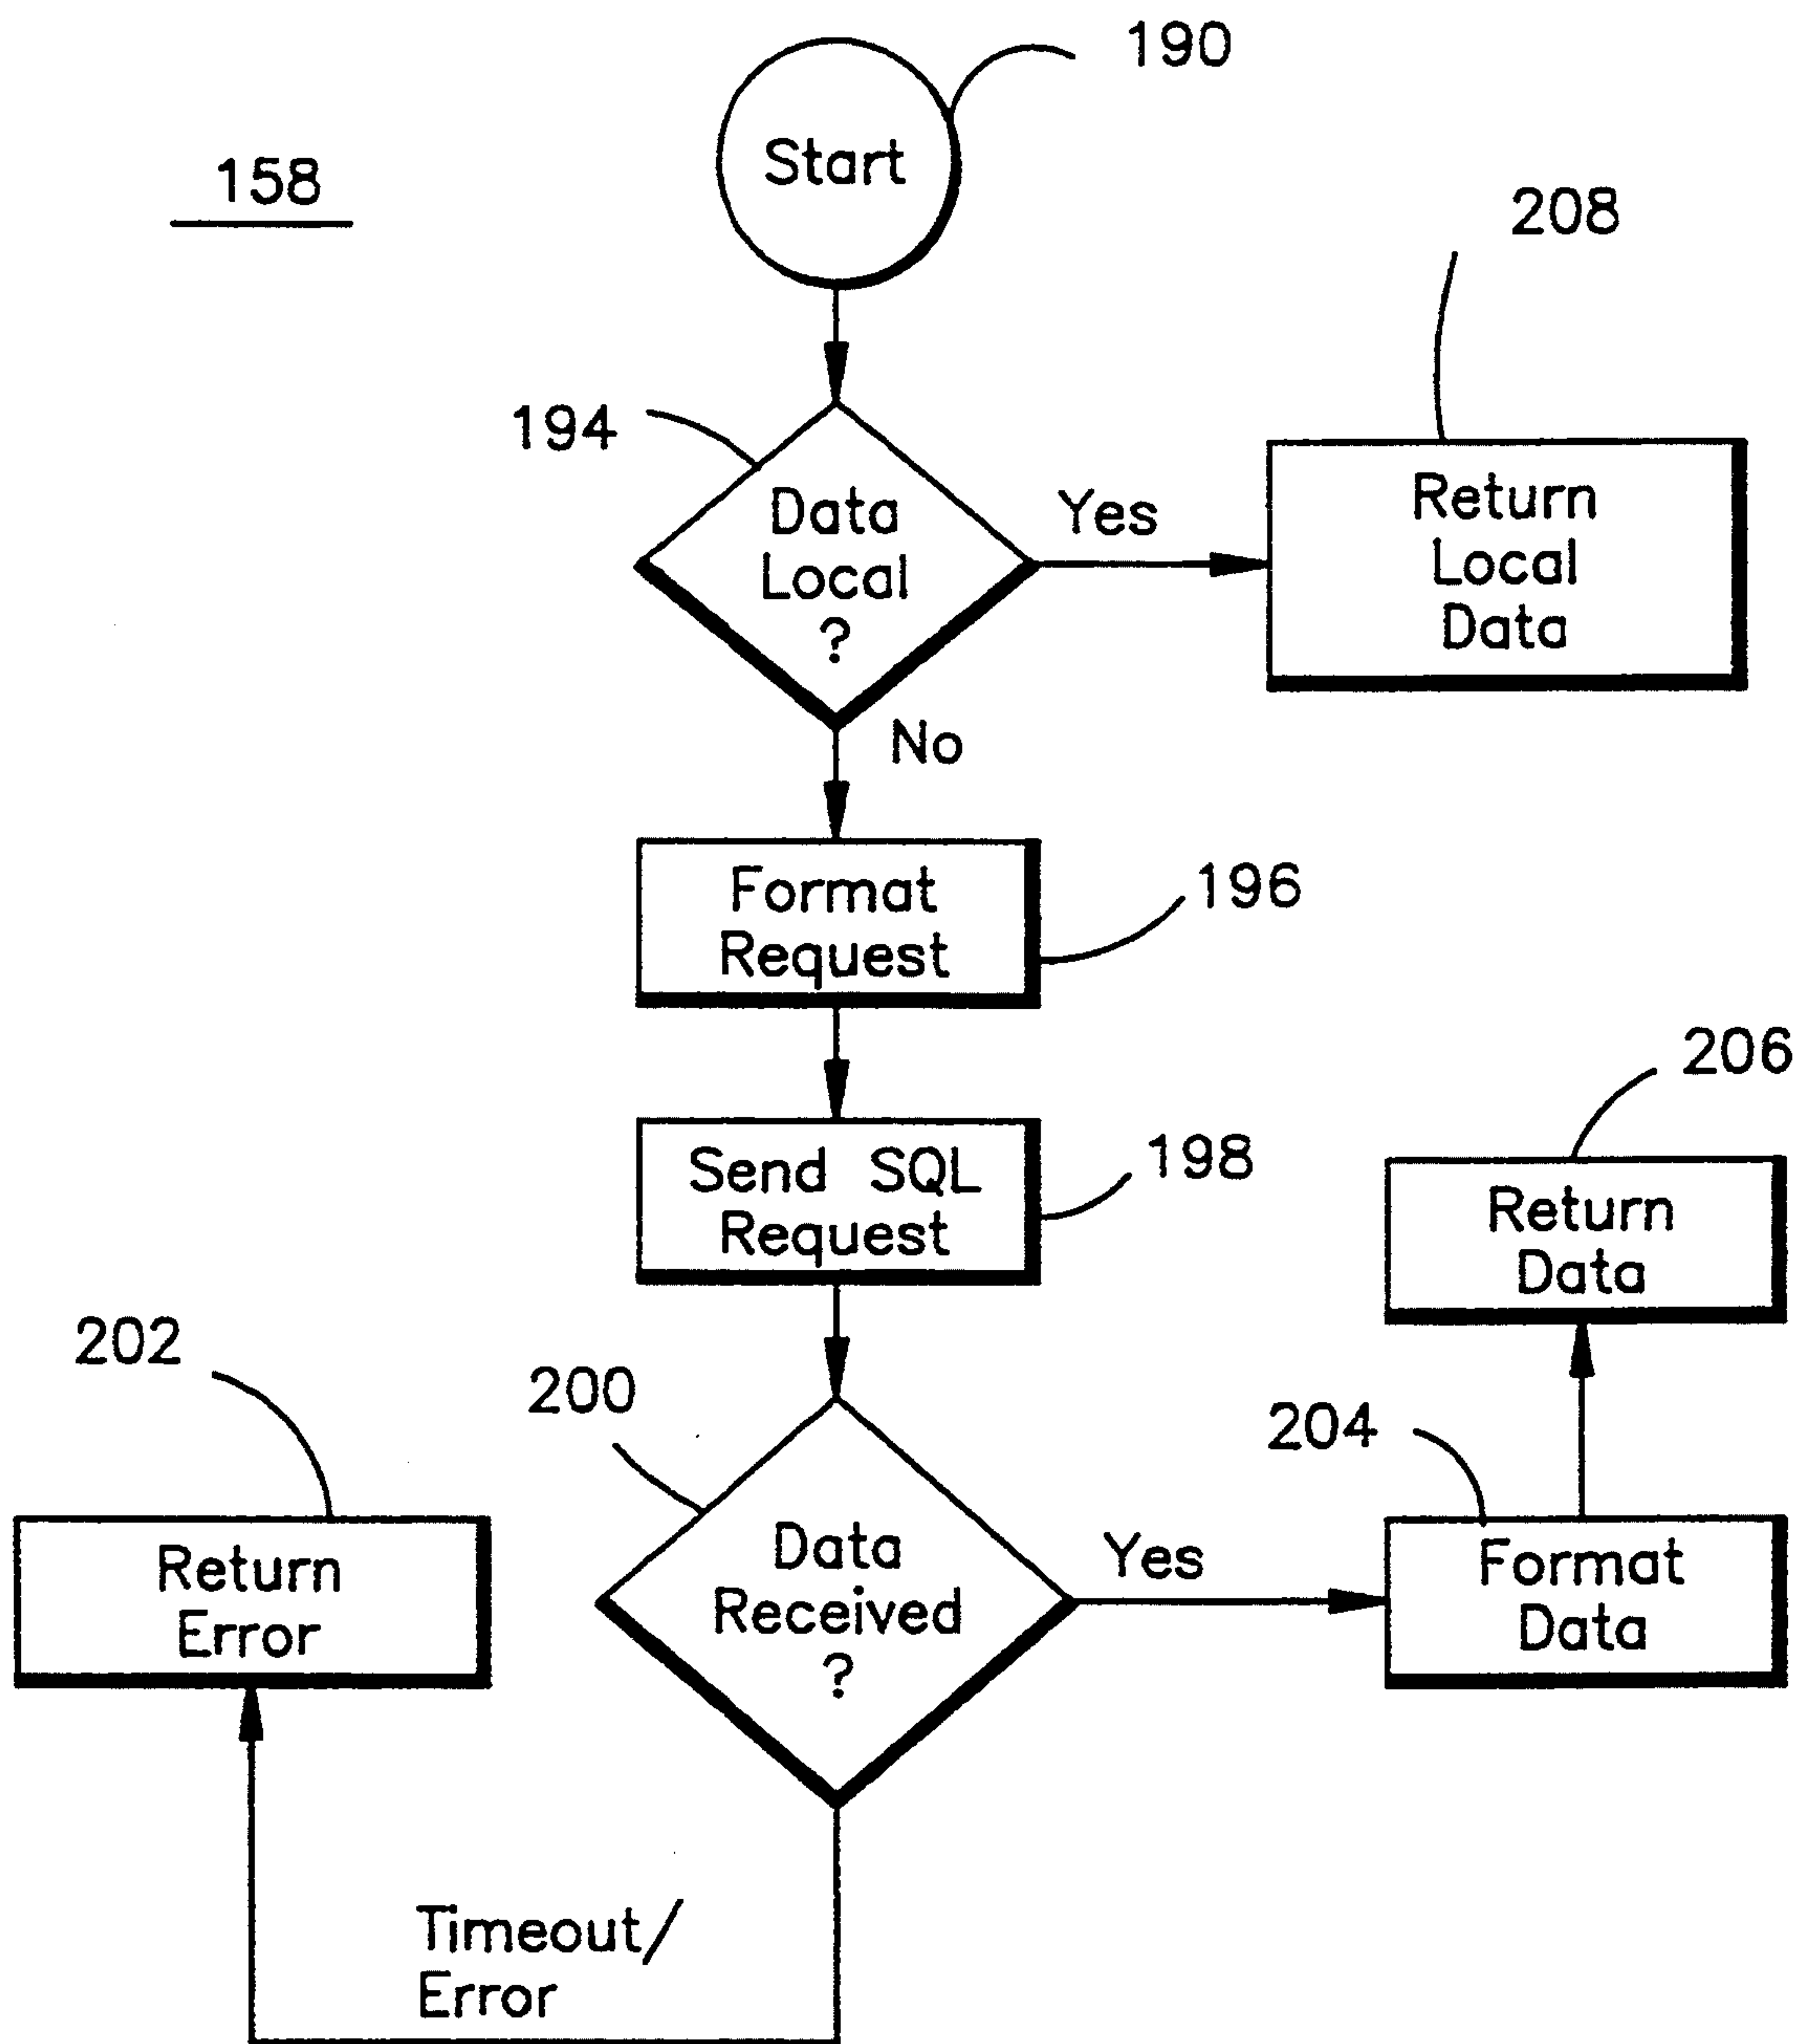 190
Start
158
208
194
Data
Local
?
Yes
Return
Local
Data
No
Format
Request
196
206
Send SQL
Request
198
Return
Data
202
200
204
Return
Error
Data
Received
?
Yes
Format
Data
Timeout/
Error